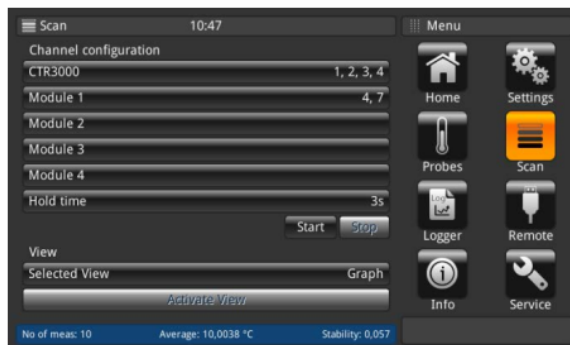 Scan 10:47
Channel configuration
CTR3000 1, 2, 3, 4
Module 1 4, 7
Module 2
Module 3
Module 4
Hold time 3s
Start Stop
View
Selected View Graph
Activate View
No of meas: 10 Average: 10,0038 °C Stability: 0,057
Menu
Home Settings
Probes Scan
Log
Logger Remote
Info Service